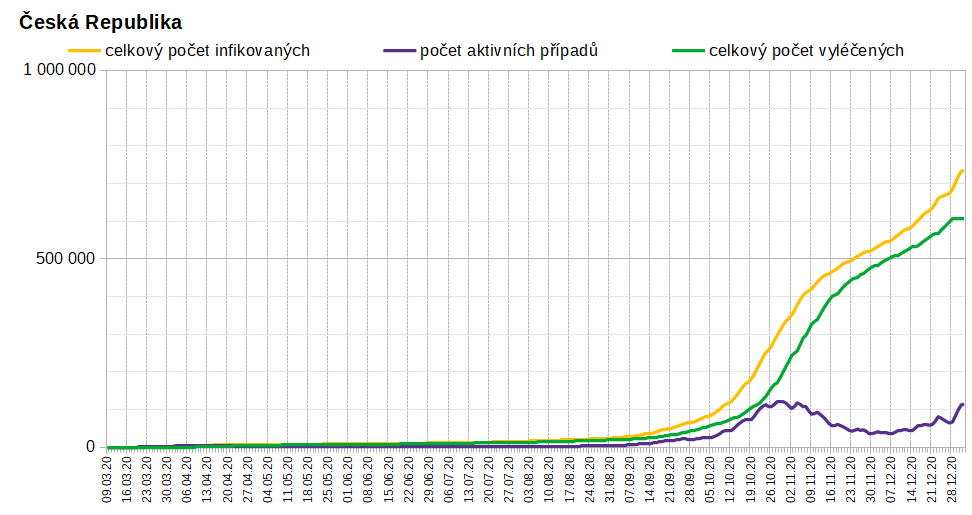 Česká Republika
celkový počet infikovaných počet aktivních případů celkový počet vyléčených
1 000 000
500 000
0
09.03.20 16.03.20 23.03.20 30.03.20 06.04.20 13.04.20 20.04.20 27.04.20 04.05.20 11.05.20 18.05.20 25.05.20 01.06.20 08.06.20 15.06.20 22.06.20 29.06.20 06.07.20 13.07.20 20.07.20 27.07.20 03.08.20 10.08.20 17.08.20 24.08.20 31.08.20 07.09.20 14.09.20 21.09.20 28.09.20 05.10.20 12.10.20 19.10.20 26.10.20 02.11.20 09.11.20 16.11.20 23.11.20 30.11.20 07.12.20 14.12.20 21.12.20 28.12.20